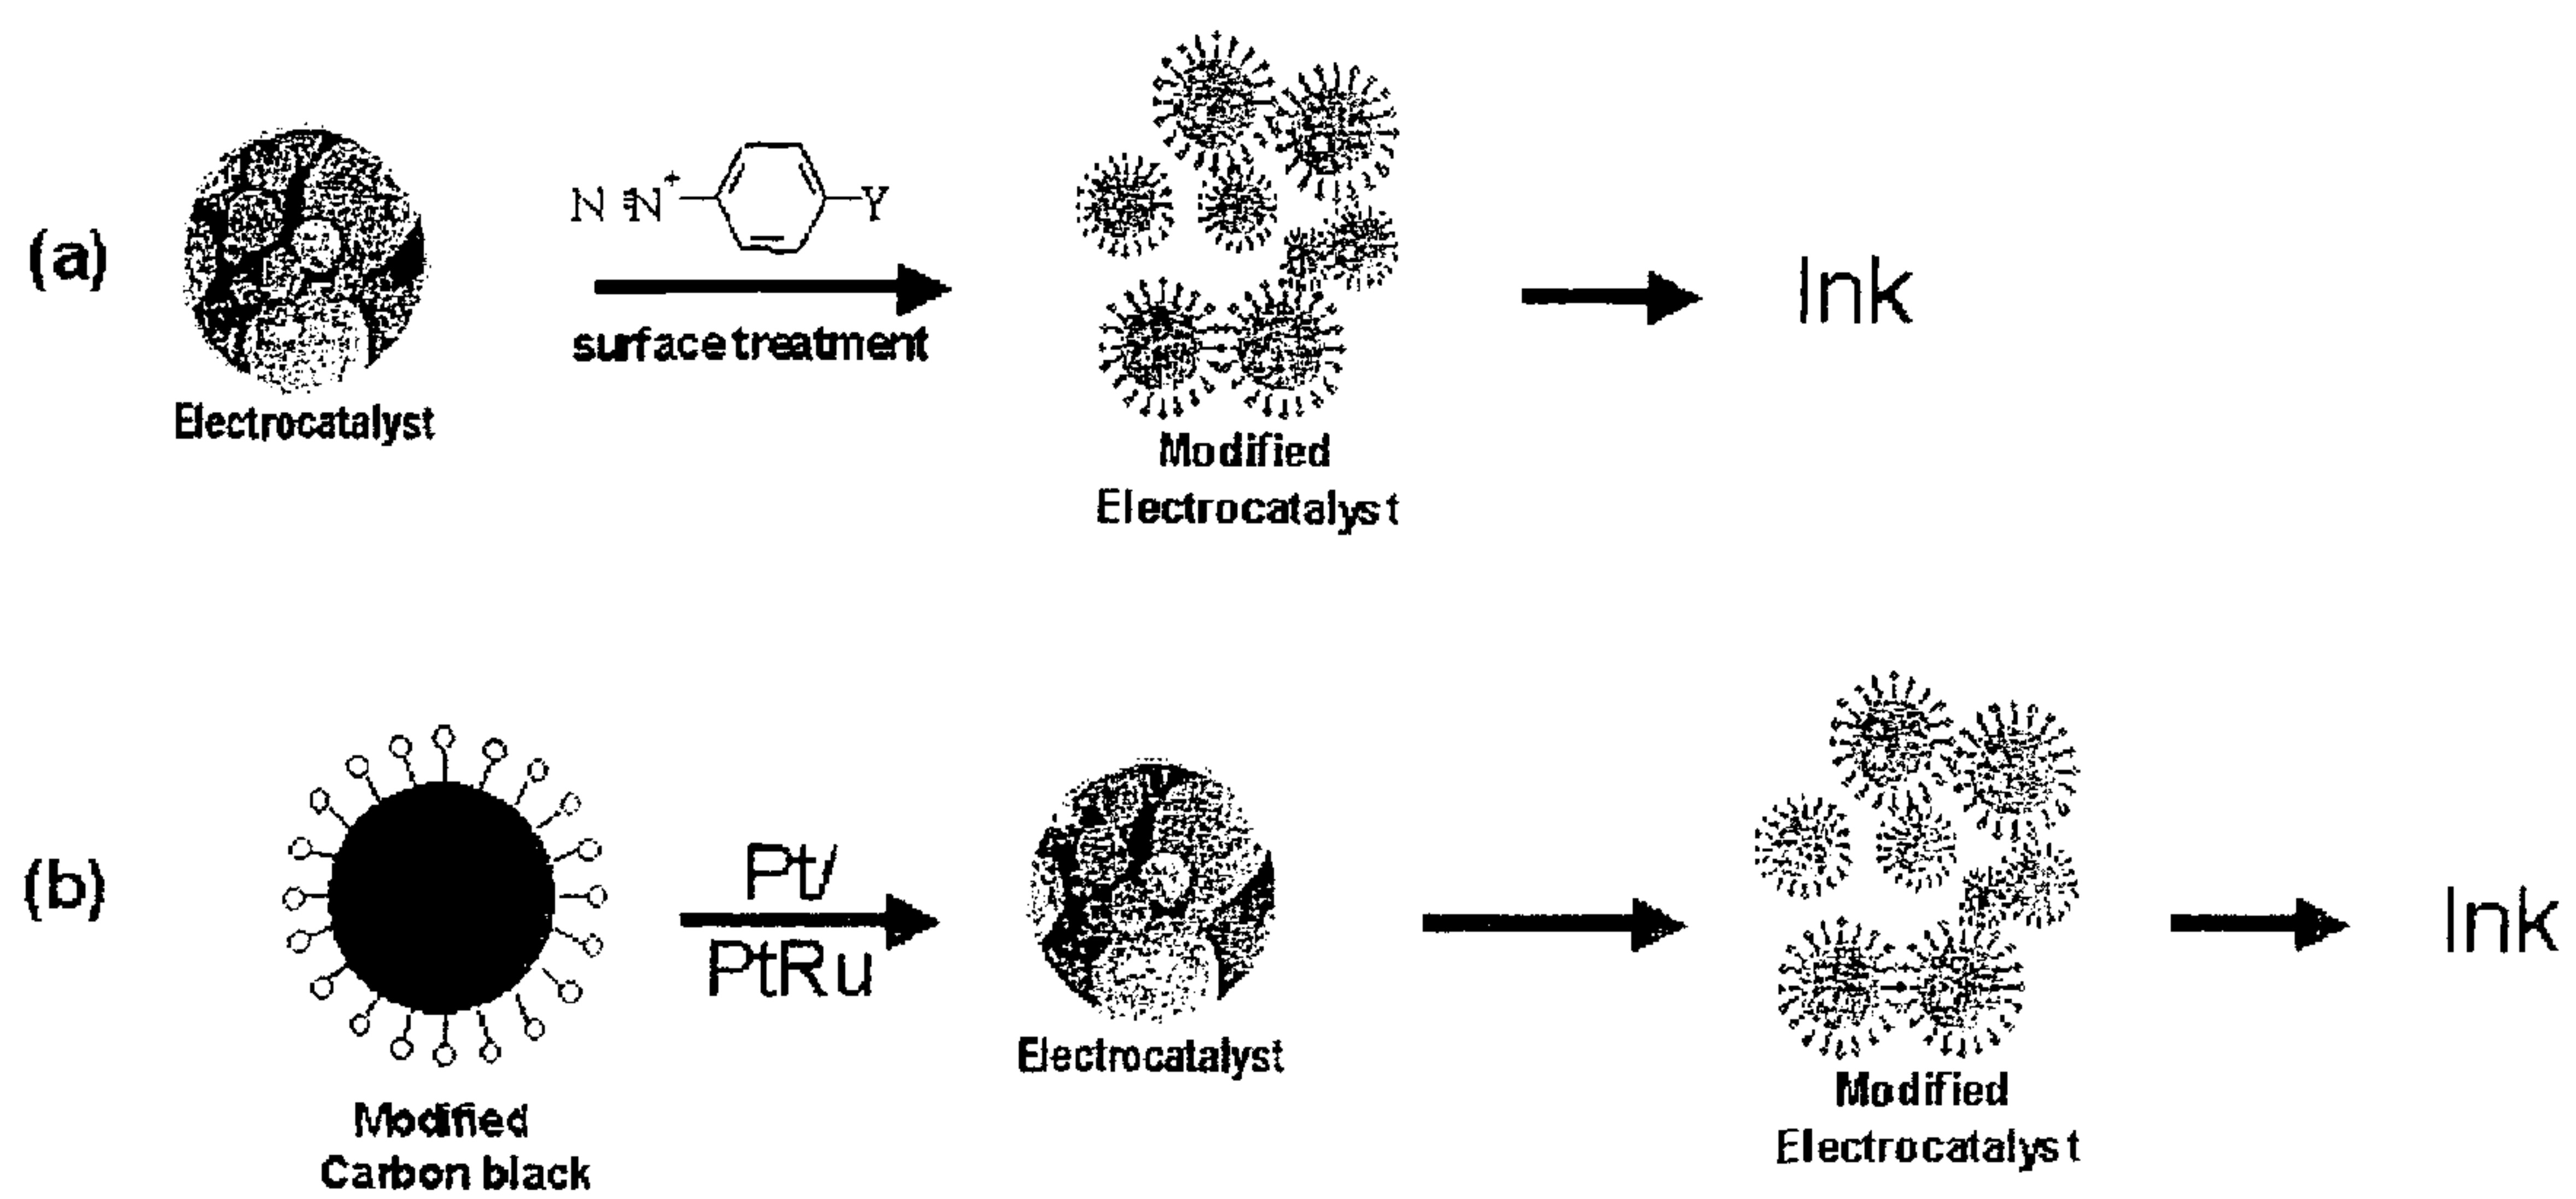 (a)
N≡N+
Y
surface treatment
Electrocatalyst
Modified
Electrocatalyst
Ink
(b)
Pt/
PtRu
Modified
Carbon black
Electrocatalyst
Modified
Electrocatalyst
Ink